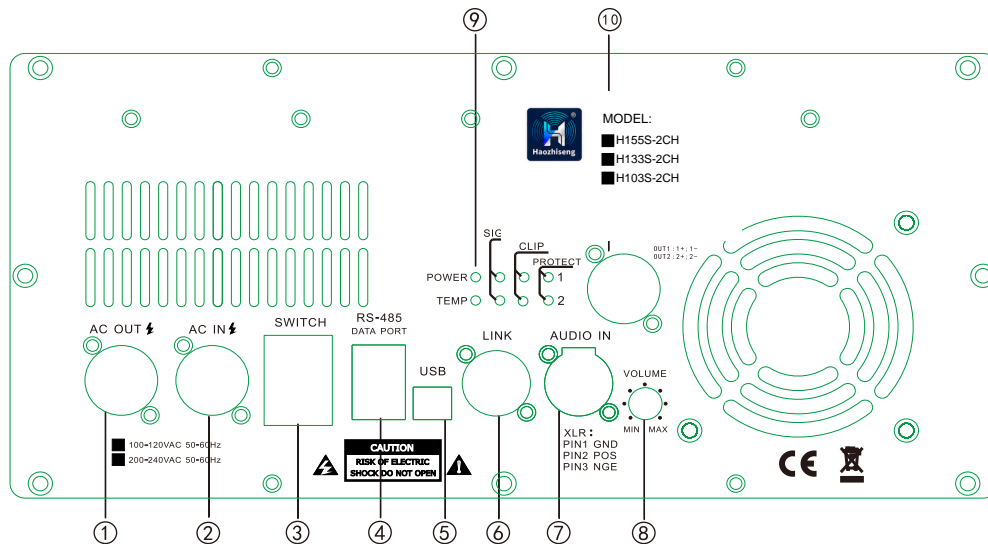 ⑨ ⑩
Haozhiseng
®
MODEL:
H155S-2CH
H133S-2CH
H103S-2CH
SIG
CLIP
PROTECT
POWER 1
TEMP 2
OUT1:1+;1-
OUT2:2+;2-
AC OUT
AC IN
SWITCH
RS-485
DATA PORT
USB
LINK
AUDIO IN
VOLUME
MIN MAX
100-120VAC 50-60Hz
200-240VAC 50-60Hz
CAUTION
RISK OF ELECTRIC
SHOCK DO NOT OPEN
XLR:
PIN1 GND
PIN2 POS
PIN3 NGE
CE
① ② ③ ④ ⑤ ⑥ ⑦ ⑧